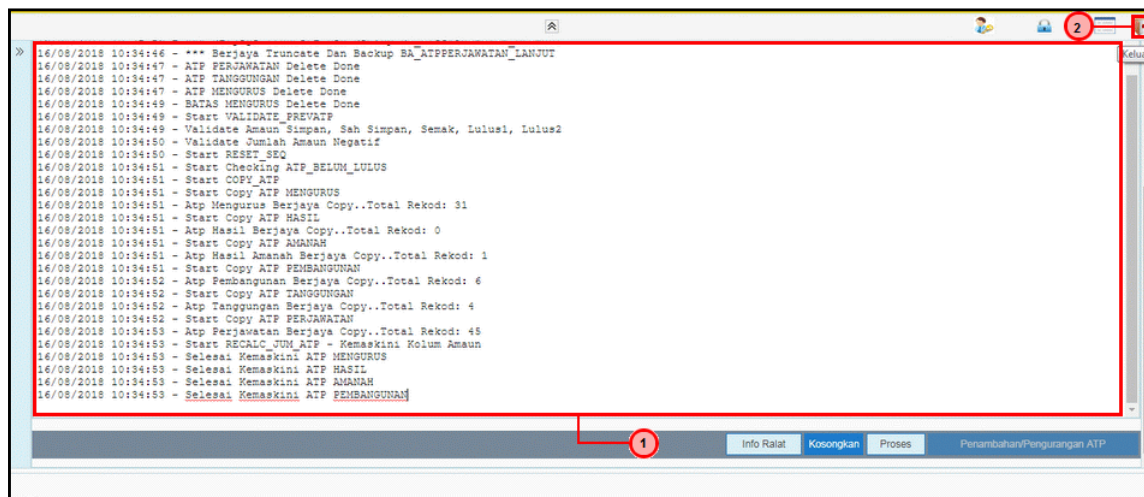 2
»
Kelua
16/08/2018 10:34:46 - *** Berjaya Truncate Dan Backup BA_ATPPERJAWATAN_LANJUT
16/08/2018 10:34:47 - ATP PERJAWATAN Delete Done
16/08/2018 10:34:47 - ATP TANGGUNGAN Delete Done
16/08/2018 10:34:47 - ATP MENGURUS Delete Done
16/08/2018 10:34:49 - BATAS MENGURUS Delete Done
16/08/2018 10:34:49 - Start VALIDATE_PREVATP
16/08/2018 10:34:49 - Validate Amaun Simpan, Sah Simpan, Semak, Lulus1, Lulus2
16/08/2018 10:34:50 - Validate Jumlah Amaun Negatif
16/08/2018 10:34:50 - Start RESET_SEQ
16/08/2018 10:34:51 - Start Checking ATP_BELUM_LULUS
16/08/2018 10:34:51 - Start COPY_ATP
16/08/2018 10:34:51 - Start Copy ATP MENGURUS
16/08/2018 10:34:51 - Atp Mengurus Berjaya Copy..Total Rekod: 31
16/08/2018 10:34:51 - Start Copy ATP HASIL
16/08/2018 10:34:51 - Atp Hasil Berjaya Copy..Total Rekod: 0
16/08/2018 10:34:51 - Start Copy ATP AMANAH
16/08/2018 10:34:51 - Atp Hasil Amanah Berjaya Copy..Total Rekod: 1
16/08/2018 10:34:51 - Start Copy ATP PEMBANGUNAN
16/08/2018 10:34:52 - Atp Pembangunan Berjaya Copy..Total Rekod: 6
16/08/2018 10:34:52 - Start Copy ATP TANGGUNGAN
16/08/2018 10:34:52 - Atp Tanggungan Berjaya Copy..Total Rekod: 4
16/08/2018 10:34:52 - Start Copy ATP PERJAWATAN
16/08/2018 10:34:53 - Atp Perjawatan Berjaya Copy..Total Rekod: 45
16/08/2018 10:34:53 - Start RECALC_JUM_ATP - Kemaskini Kolum Amaun
16/08/2018 10:34:53 - Selesai Kemaskini ATP MENGURUS
16/08/2018 10:34:53 - Selesai Kemaskini ATP HASIL
16/08/2018 10:34:53 - Selesai Kemaskini ATP AMANAH
16/08/2018 10:34:53 - Selesai Kemaskini ATP PEMBANGUNAN
1
Info Ralat Kosongkan Proses Penambahan/Pengurangan ATP